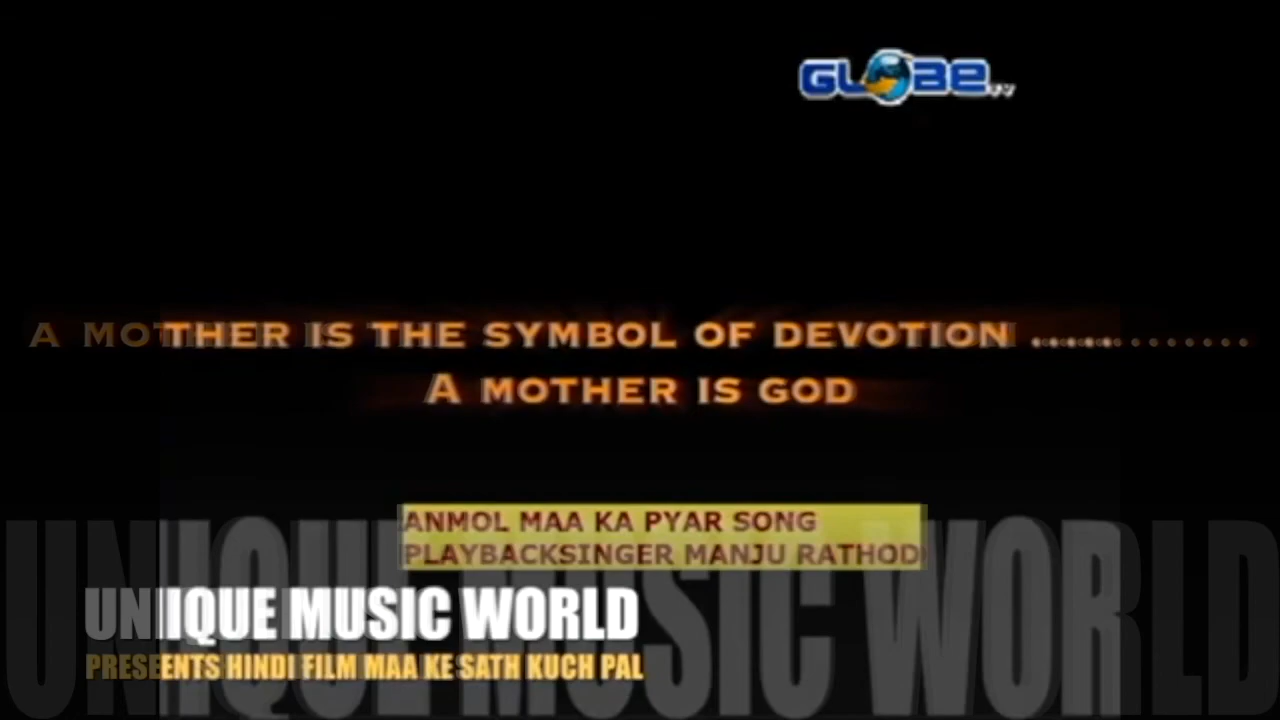 GLOBE TV
A MOTHER IS THE SYMBOL OF DEVOTION ..............
A MOTHER IS GOD
ANMOL MAA KA PYAR SONG
PLAYBACKSINGER MANJU RATHOD
UNIQUE MUSIC WORLD
PRESENTS HINDI FILM MAA KE SATH KUCH PAL
UNIQUE MUSIC WORLD